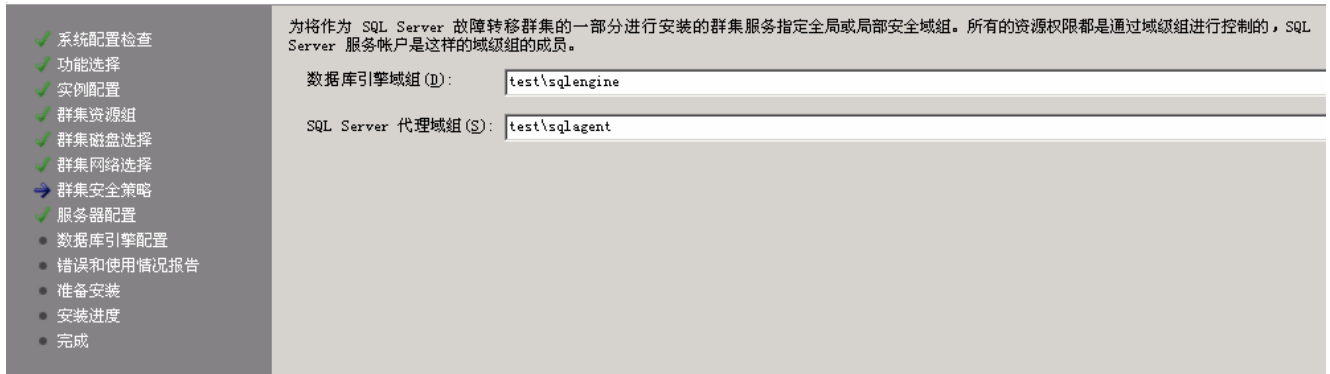 系统配置检查
功能选择
实例配置
群集资源组
群集磁盘选择
群集网络选择
群集安全策略
服务器配置
数据库引擎配置
错误和使用情况报告
准备安装
安装进度
完成
为将作为 SQL Server 故障转移群集的一部分进行安装的群集服务指定全局或局部安全域组。所有的资源权限都是通过域级组进行控制的，SQL
Server 服务帐户是这样的域级组的成员。
数据库引擎域组(D): test\sqlengine
SQL Server 代理域组(S): test\sqlagent